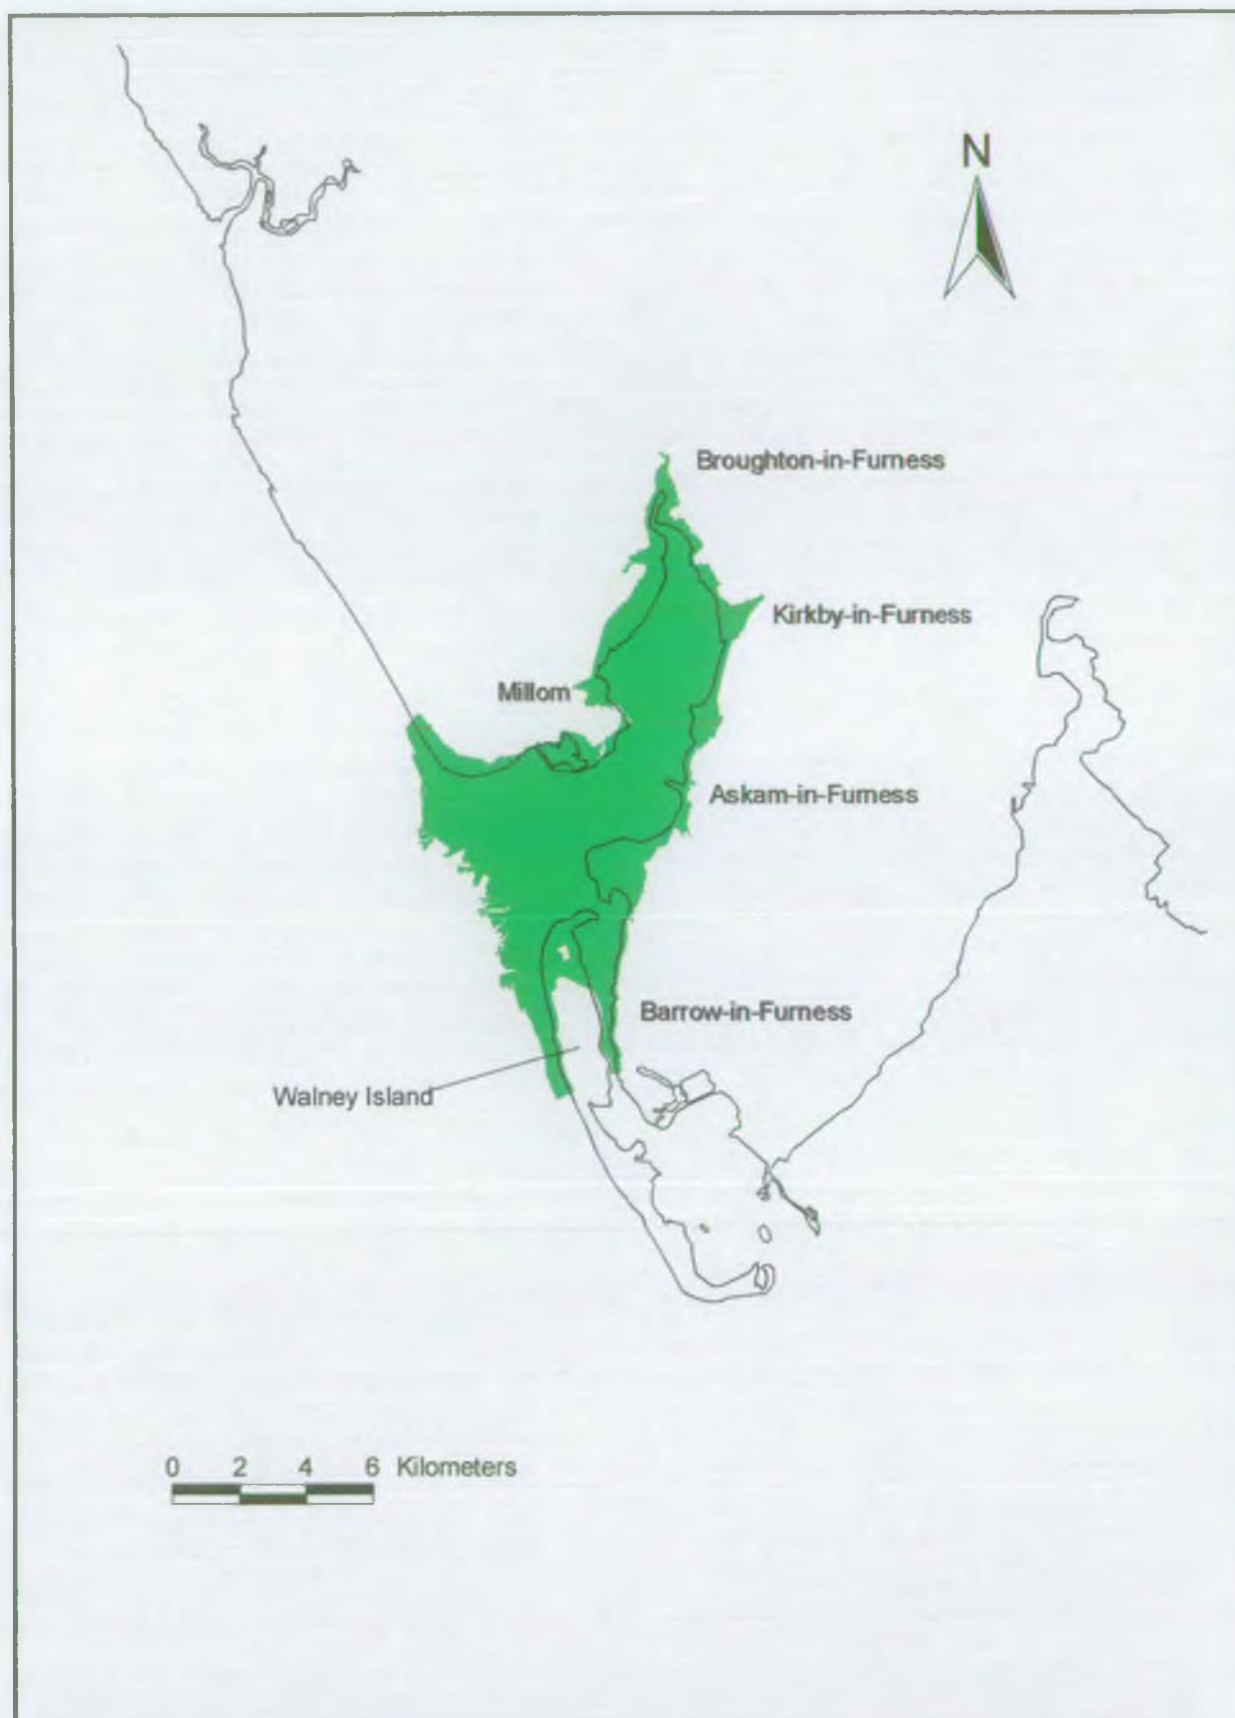 N
Broughton-in-Furness
Kirkby-in-Furness
Millom
Askam-in-Furness
Barrow-in-Furness
Walney Island
0 2 4 6 Kilometers